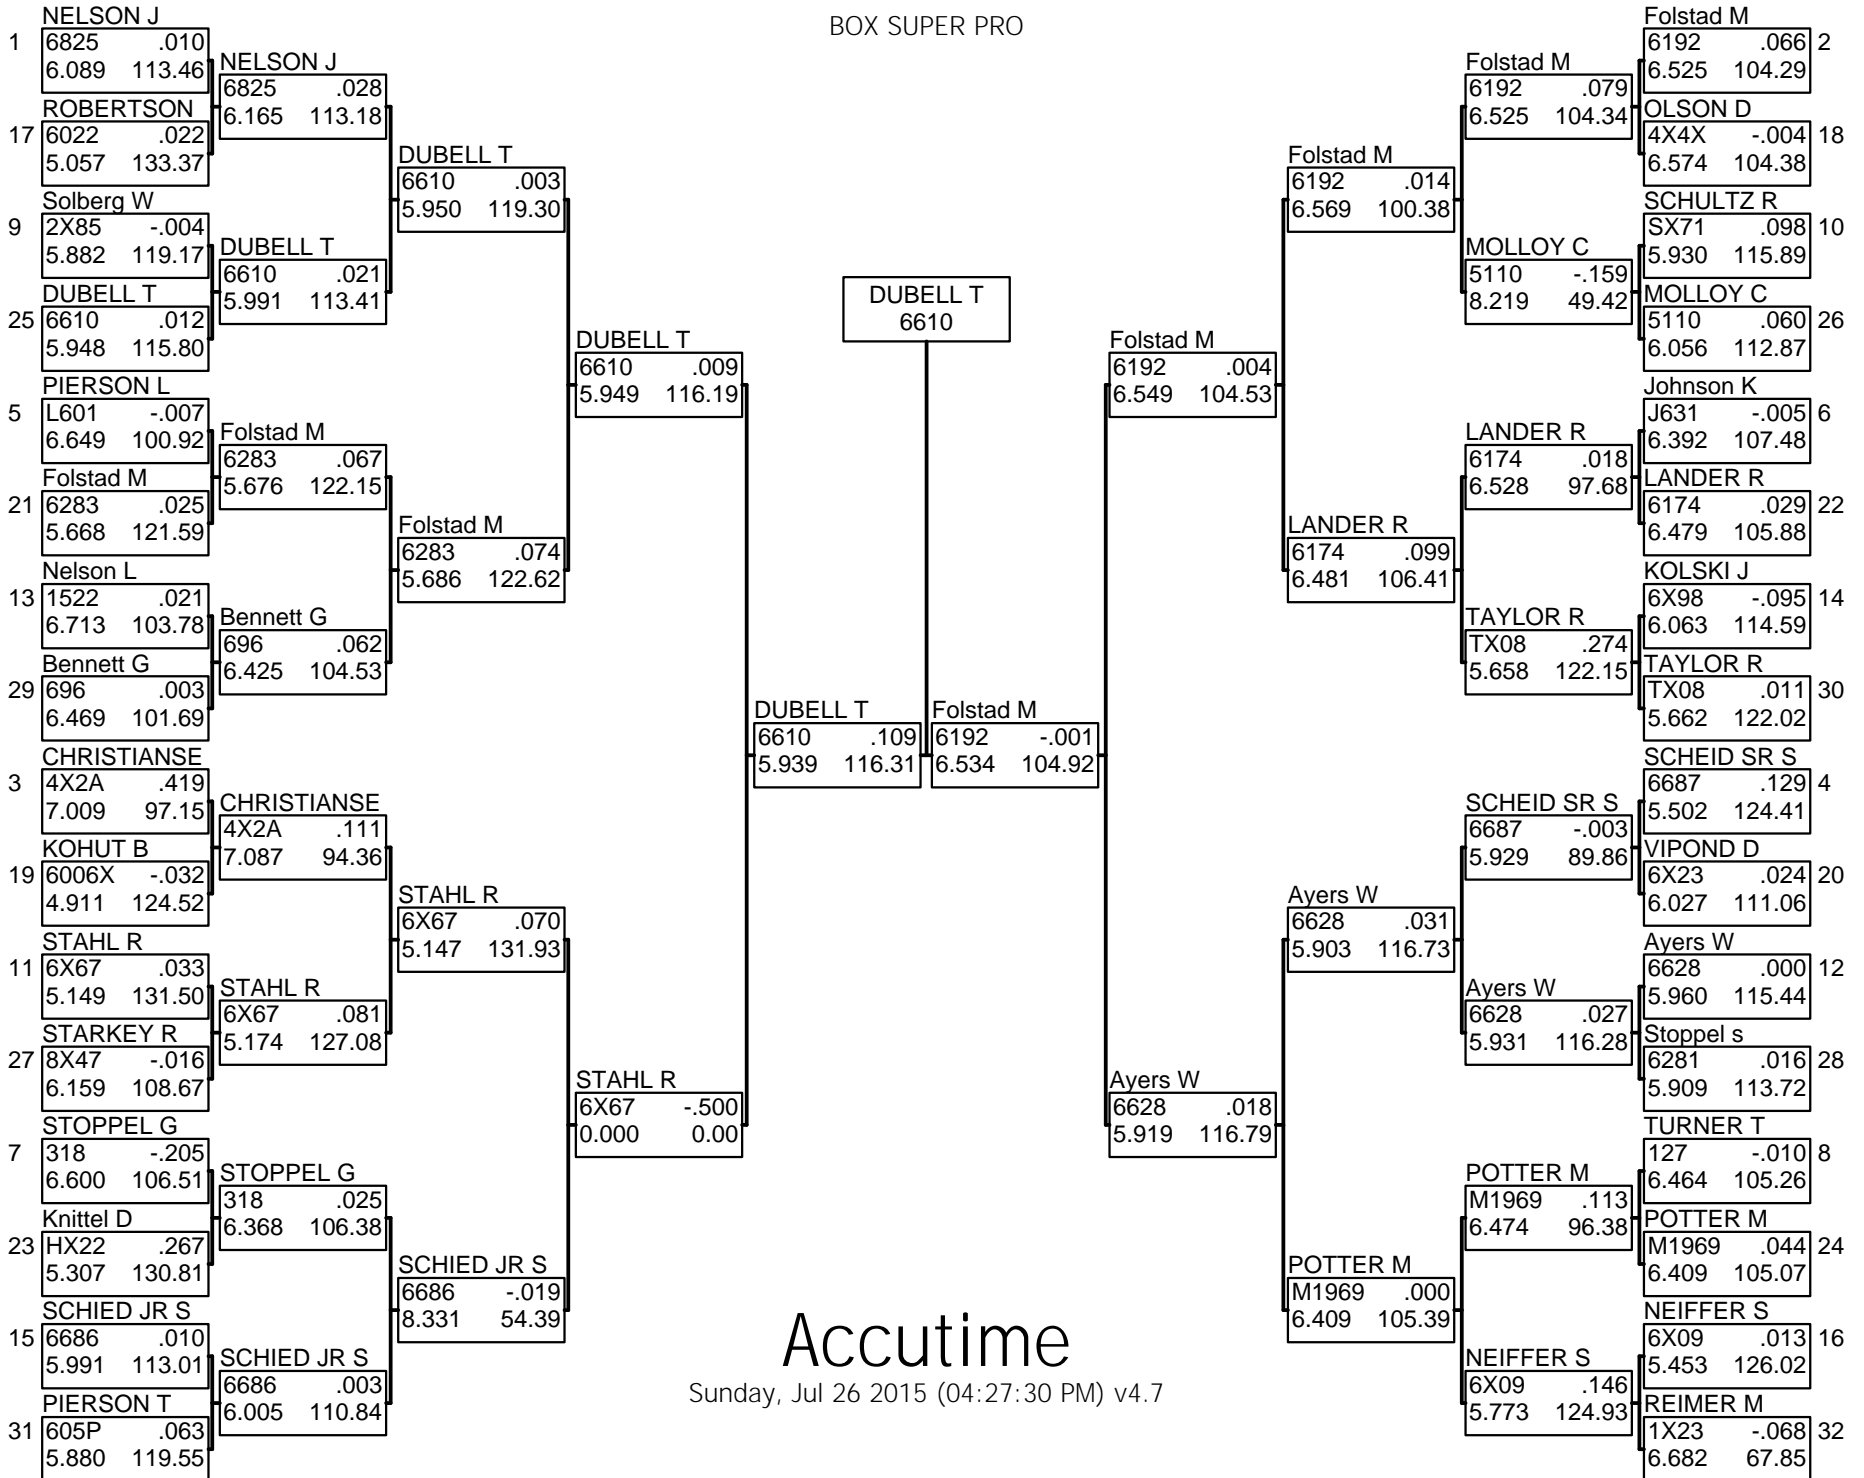 BOX SUPER PRO
NELSON J
1 6825 .010
6.089 113.46
ROBERTSON
17 6022 .022
5.057 133.37
Solberg W
9 2X85 -.004
5.882 119.17
DUBELL T
25 6610 .012
5.948 115.80
PIERSON L
5 L601 -.007
6.649 100.92
Folstad M
21 6283 .025
5.668 121.59
Nelson L
13 1522 .021
6.713 103.78
Bennett G
29 696 .003
6.469 101.69
CHRISTIANSE
3 4X2A .419
7.009 97.15
KOHUT B
19 6006X -.032
4.911 124.52
STAHL R
11 6X67 .033
5.149 131.50
STARKEY R
27 8X47 -.016
6.159 108.67
STOPPEL G
7 318 -.205
6.600 106.51
Knittel D
23 HX22 .267
5.307 130.81
SCHIED JR S
15 6686 .010
5.991 113.01
PIERSON T
31 605P .063
5.880 119.55
NELSON J
6825 .028
6.165 113.18
DUBELL T
6610 .021
5.991 113.41
Folstad M
6283 .067
5.676 122.15
Bennett G
696 .062
6.425 104.53
CHRISTIANSE
4X2A .111
7.087 94.36
STAHL R
6X67 .081
5.174 127.08
STOPPEL G
318 .025
6.368 106.38
SCHIED JR S
6686 .003
6.005 110.84
DUBELL T
6610 .003
5.950 119.30
Folstad M
6283 .074
5.686 122.62
STAHL R
6X67 .070
5.147 131.93
SCHIED JR S
6686 -.019
8.331 54.39
DUBELL T
6610 .009
5.949 116.19
STAHL R
6X67 -.500
0.000 0.00
DUBELL T
6610 .109
5.939 116.31
DUBELL T
6610
Folstad M
6192 -.001
6.534 104.92
Folstad M
6192 .004
6.549 104.53
Ayers W
6628 .018
5.919 116.79
Folstad M
6192 .014
6.569 100.38
LANDER R
6174 .099
6.481 106.41
Ayers W
6628 .031
5.903 116.73
POTTER M
M1969 .000
6.409 105.39
Folstad M
6192 .079
6.525 104.34
MOLLOY C
5110 -.159
8.219 49.42
LANDER R
6174 .018
6.528 97.68
TAYLOR R
TX08 .274
5.658 122.15
SCHEID SR S
6687 -.003
5.929 89.86
Ayers W
6628 .027
5.931 116.28
POTTER M
M1969 .113
6.474 96.38
NEIFFER S
6X09 .146
5.773 124.93
Folstad M
6192 .066 2
6.525 104.29
OLSON D
4X4X -.004 18
6.574 104.38
SCHULTZ R
SX71 .098 10
5.930 115.89
MOLLOY C
5110 .060 26
6.056 112.87
Johnson K
J631 -.005 6
6.392 107.48
LANDER R
6174 .029 22
6.479 105.88
KOLSKI J
6X98 -.095 14
6.063 114.59
TAYLOR R
TX08 .011 30
5.662 122.02
SCHEID SR S
6687 .129 4
5.502 124.41
VIPOND D
6X23 .024 20
6.027 111.06
Ayers W
6628 .000 12
5.960 115.44
Stoppel s
6281 .016 28
5.909 113.72
TURNER T
127 -.010 8
6.464 105.26
POTTER M
M1969 .044 24
6.409 105.07
NEIFFER S
6X09 .013 16
5.453 126.02
REIMER M
1X23 -.068 32
6.682 67.85
Accutime
Sunday, Jul 26 2015 (04:27:30 PM) v4.7